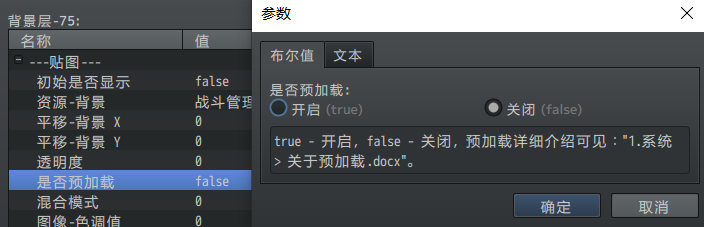 背景层-75:
名称 值
---贴图---
初始是否显示 false
资源-背景 战斗管理
平移-背景 X 0
平移-背景 Y 0
透明度 0
是否预加载 false
混合模式 0
图像-色调值 0
参数
布尔值 文本
是否预加载:
开启 (true) 关闭 (false)
true - 开启, false - 关闭, 预加载详细介绍可见："1.系统
> 关于预加载.docx"。
确定 取消